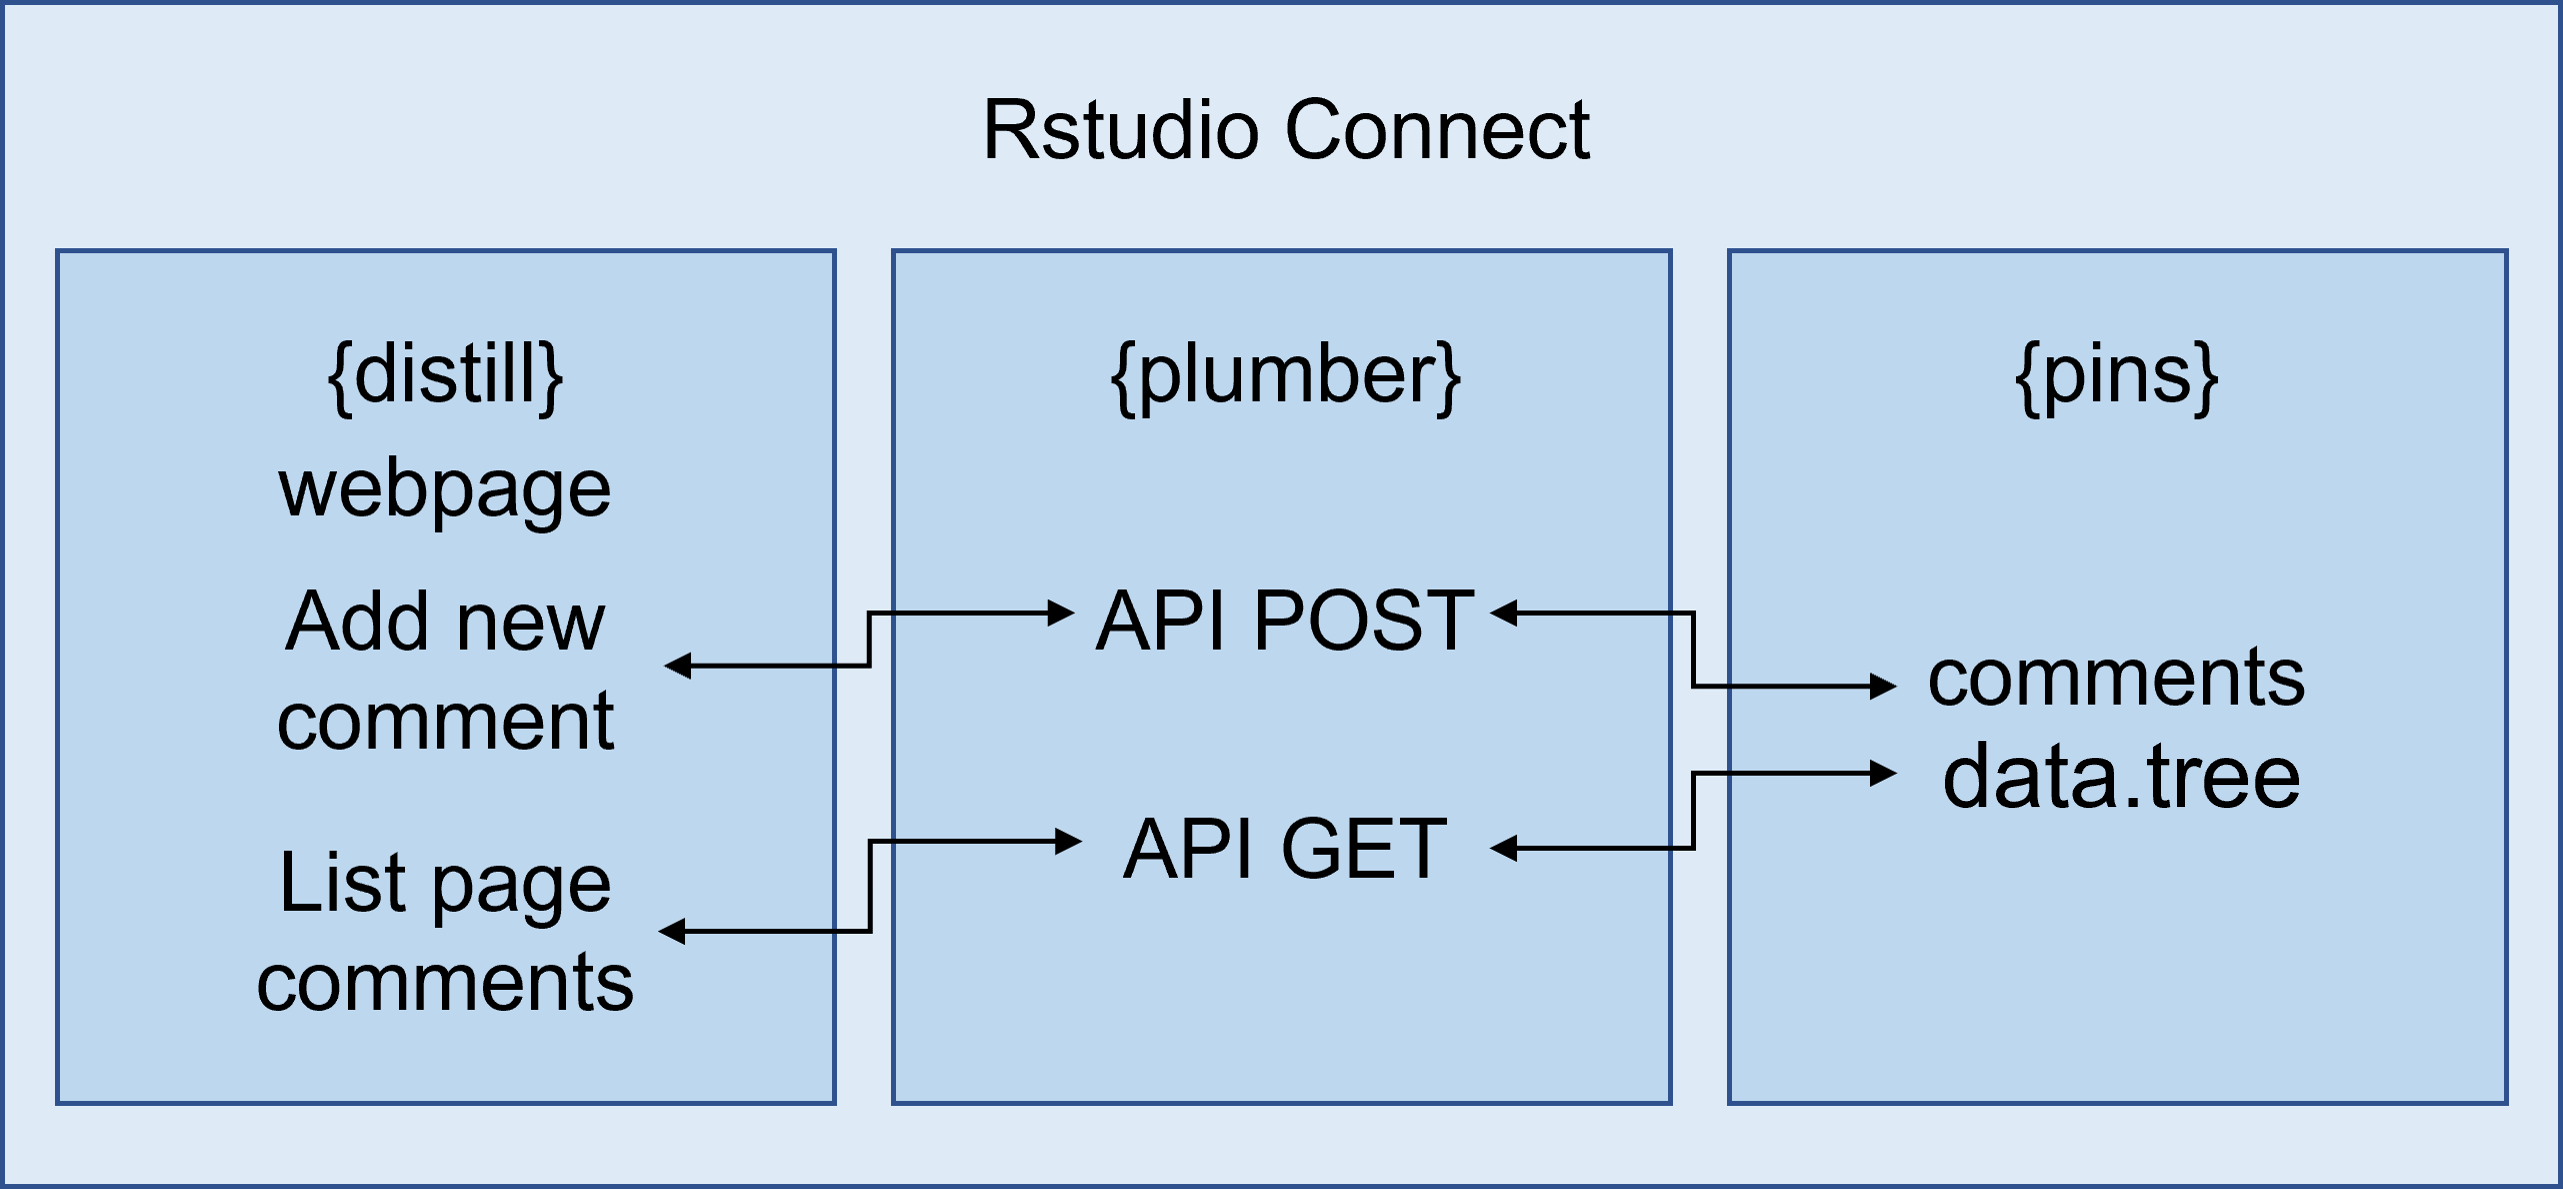 Rstudio Connect
{distill}
webpage
Add new
comment
List page
comments
{plumber}
API POST
API GET
{pins}
comments
data.tree